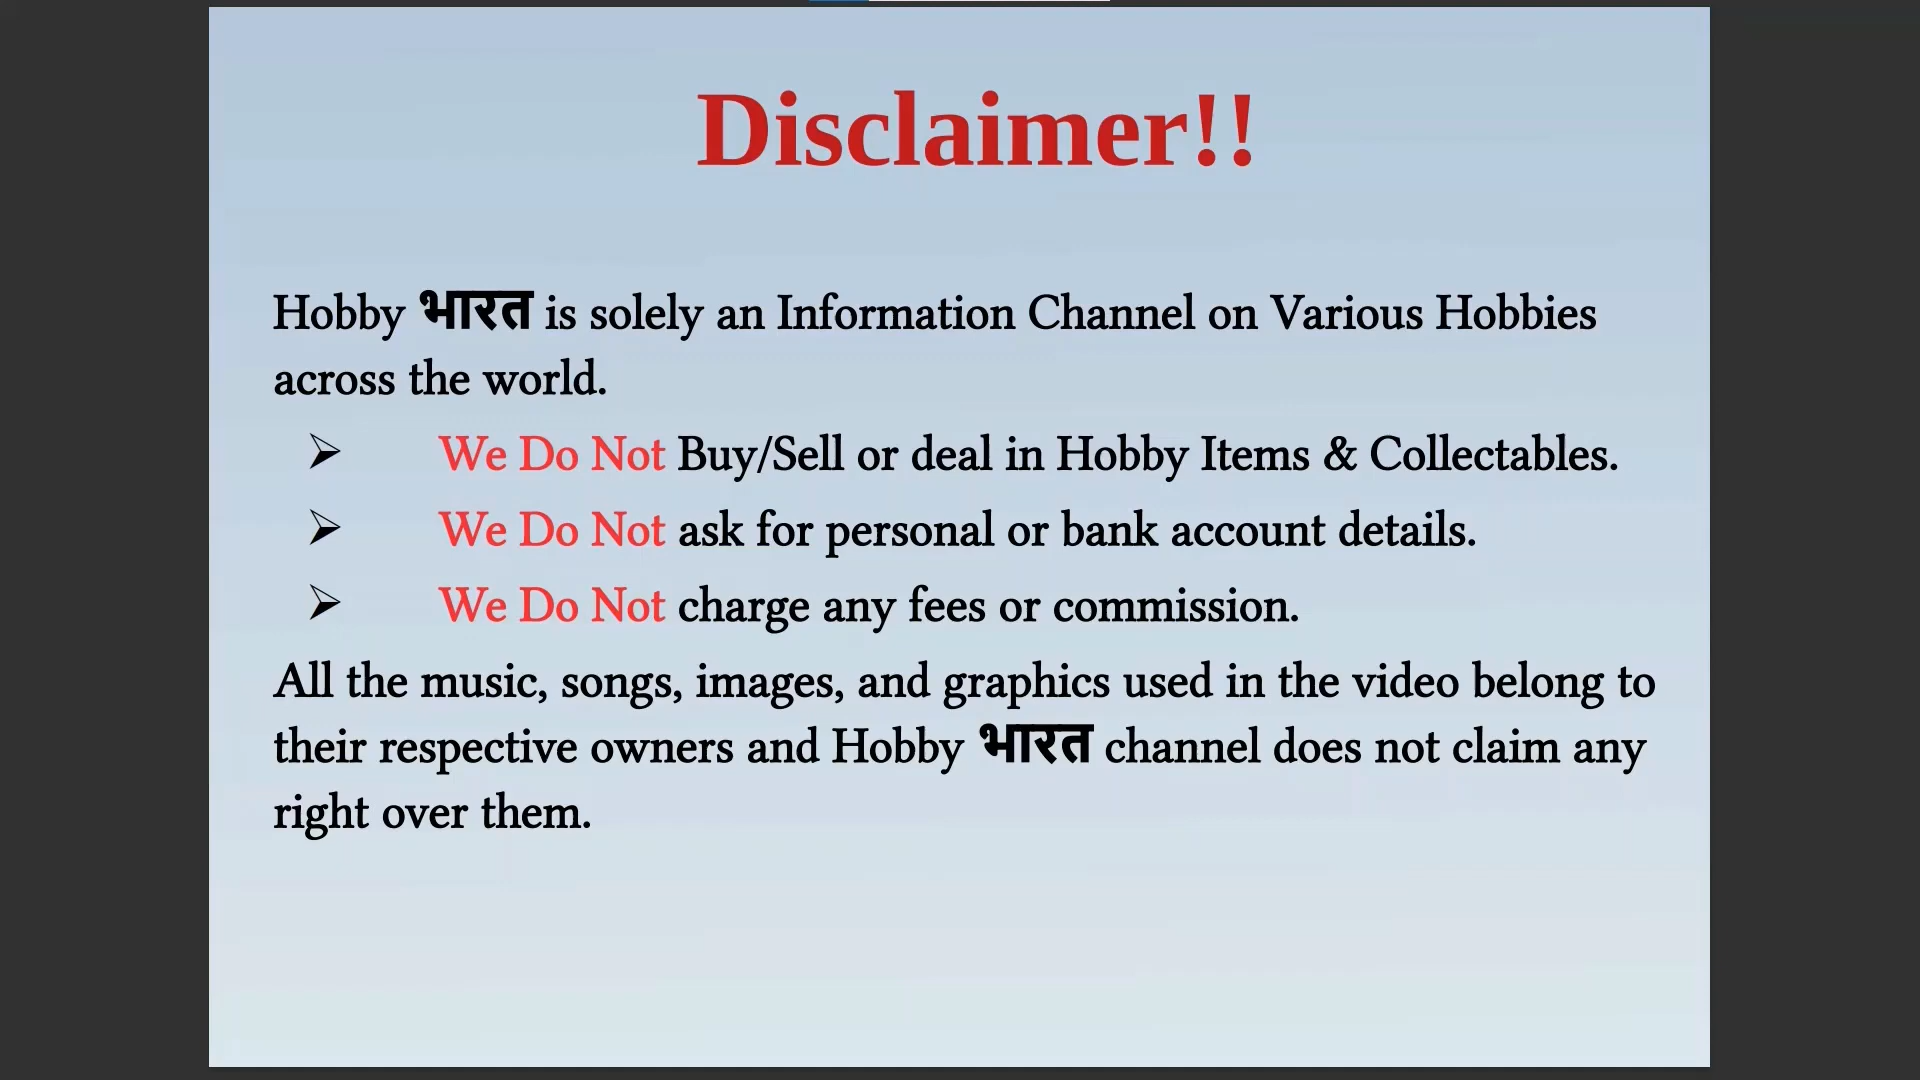 Disclaimer!!
Hobby भारत is solely an Information Channel on Various Hobbies
across the world.
➢ We Do Not Buy/Sell or deal in Hobby Items & Collectables.
➢ We Do Not ask for personal or bank account details.
➢ We Do Not charge any fees or commission.
All the music, songs, images, and graphics used in the video belong to
their respective owners and Hobby भारत channel does not claim any
right over them.